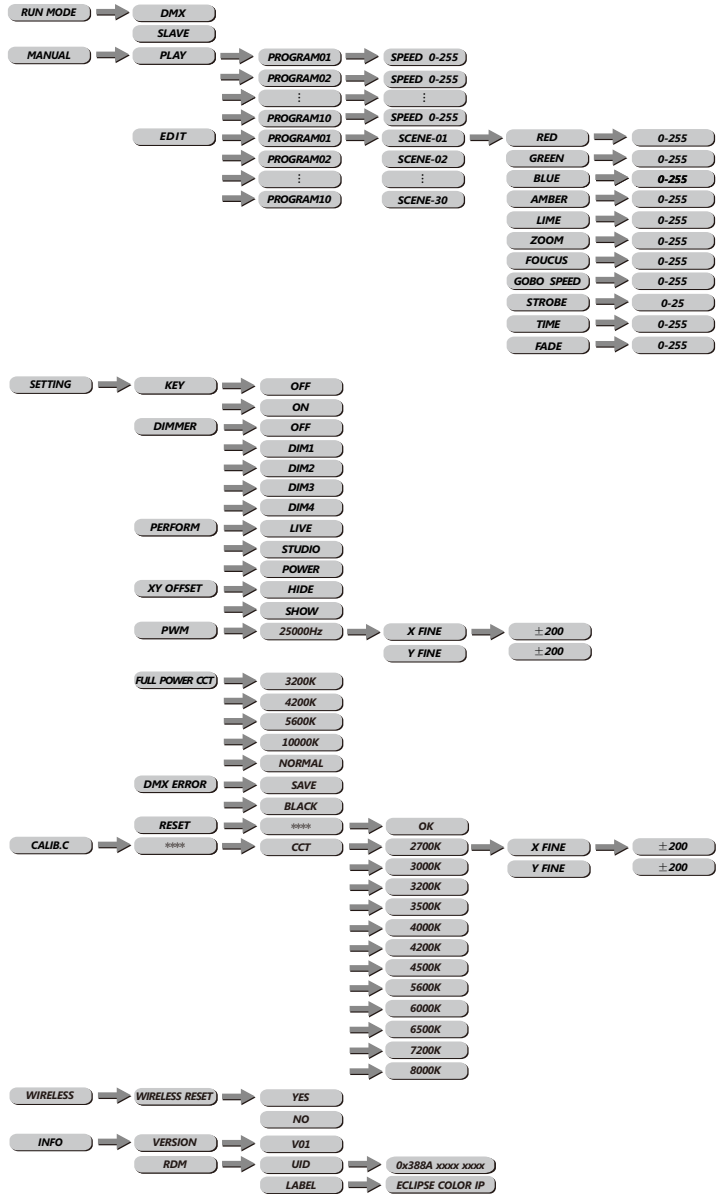 RUN MODE DMX
SLAVE
MANUAL PLAY PROGRAM01 SPEED 0-255
PROGRAM02 SPEED 0-255
⋮ ⋮
PROGRAM10 SPEED 0-255
EDIT PROGRAM01 SCENE-01 RED 0-255
PROGRAM02 SCENE-02 GREEN 0-255
⋮ ⋮ BLUE 0-255
PROGRAM10 SCENE-30 AMBER 0-255
LIME 0-255
ZOOM 0-255
FOUCUS 0-255
GOBO SPEED 0-255
STROBE 0-25
TIME 0-255
FADE 0-255
SETTING KEY OFF
ON
DIMMER OFF
DIM1
DIM2
DIM3
DIM4
PERFORM LIVE
STUDIO
POWER
XY OFFSET HIDE
SHOW
PWM 25000Hz X FINE ±200
Y FINE ±200
FULL POWER CCT 3200K
4200K
5600K
10000K
NORMAL
DMX ERROR SAVE
BLACK
RESET **** OK
CALIB.C **** CCT 2700K X FINE ±200
3000K Y FINE ±200
3200K
3500K
4000K
4200K
4500K
5600K
6000K
6500K
7200K
8000K
WIRELESS WIRELESS RESET YES
NO
INFO VERSION V01
RDM UID 0x388A xxxx xxxx
LABEL ECLIPSE COLOR IP